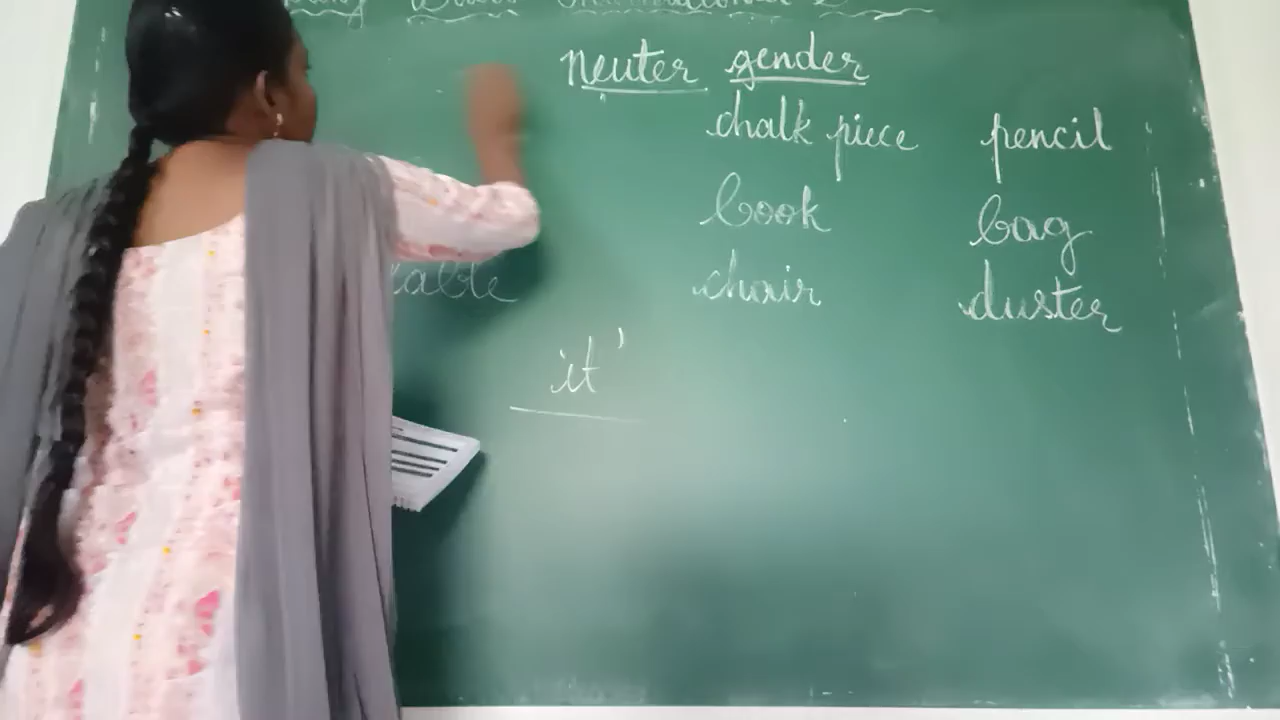 neuter gender
chalk piece pencil
book bag
table chair duster
it'